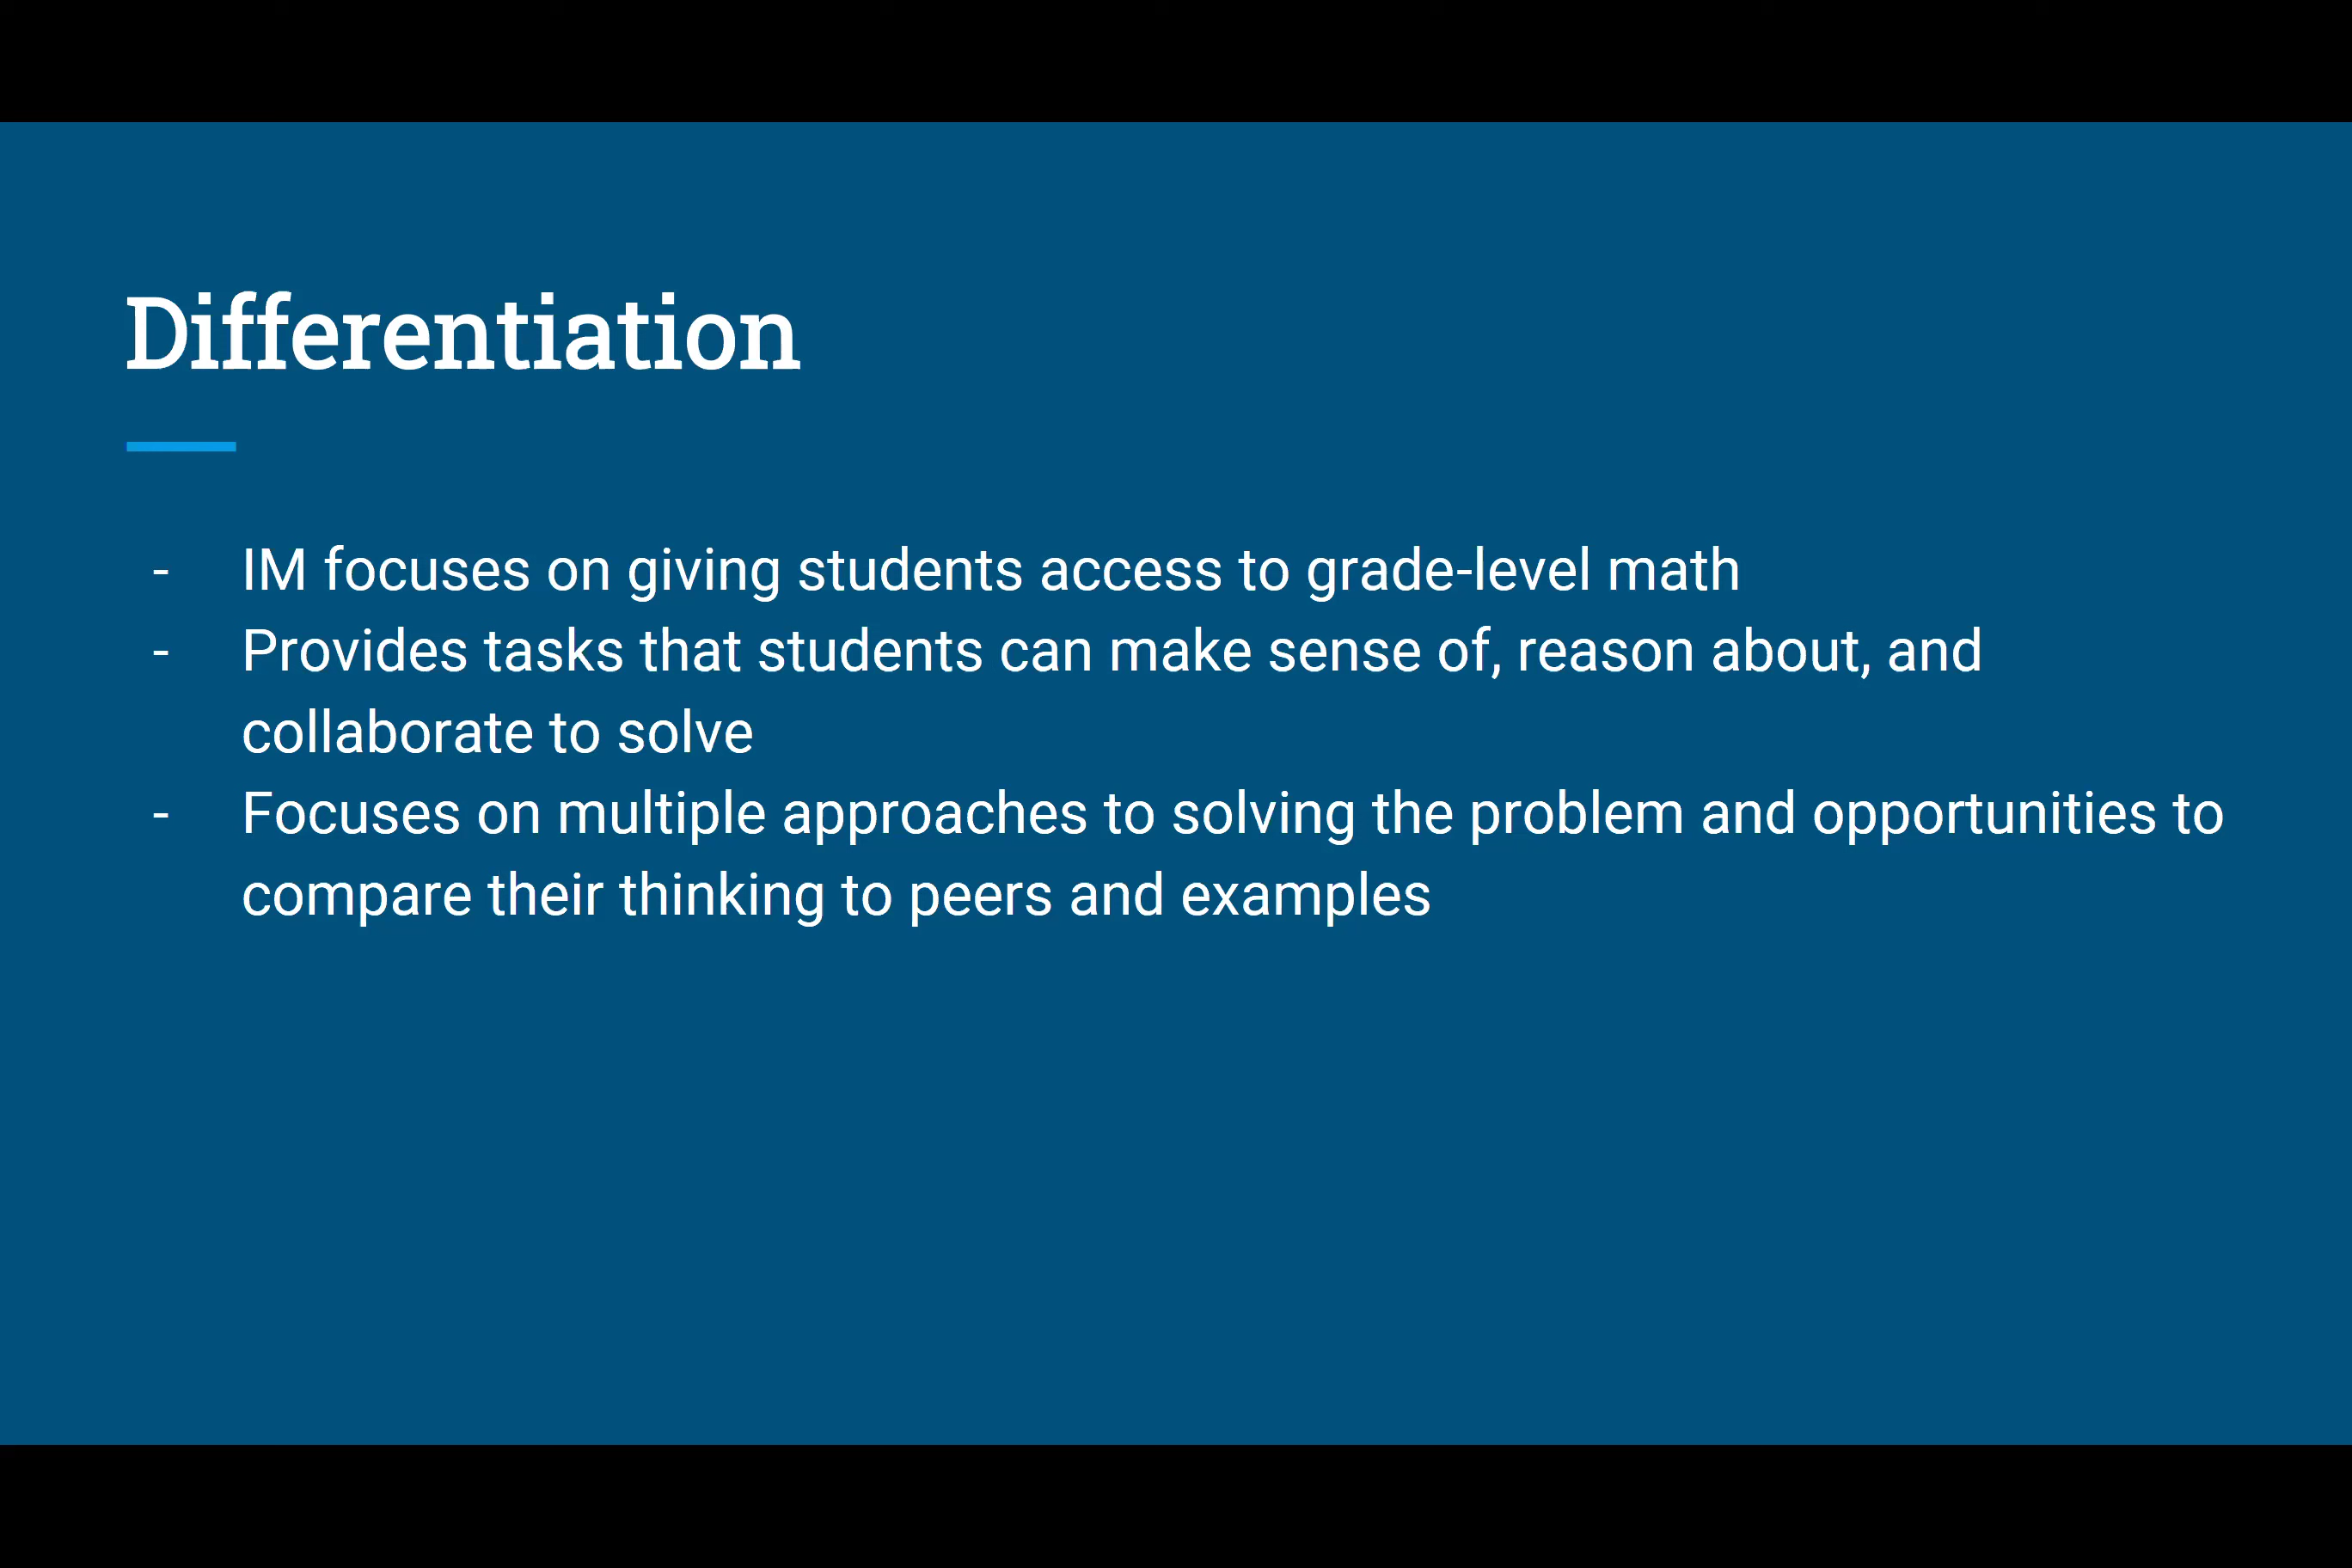 Differentiation
- IM focuses on giving students access to grade-level math
- Provides tasks that students can make sense of, reason about, and
collaborate to solve
- Focuses on multiple approaches to solving the problem and opportunities to
compare their thinking to peers and examples